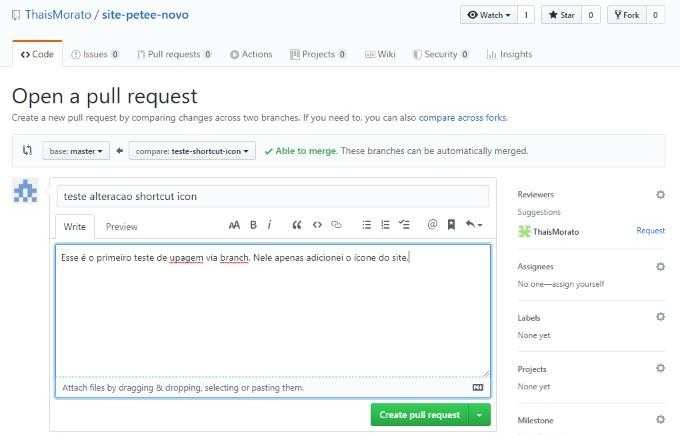 ThaisMorato / site-petee-novo
Watch 1 Star 0 Fork 0
Code Issues 0 Pull requests 0 Actions Projects 0 Wiki Security 0 Insights
Open a pull request
Create a new pull request by comparing changes across two branches. If you need to, you can also compare across forks.
base: master compare: teste-shortcut-icon Able to merge. These branches can be automatically merged.
teste alteracao shortcut icon
Write Preview AA B i @
Esse é o primeiro teste de upagem via branch. Nele apenas adicionei o ícone do site.
Attach files by dragging & dropping, selecting or pasting them.
Create pull request
Reviewers
Suggestions
ThaisMorato Request
Assignees
No one—assign yourself
Labels
None yet
Projects
None yet
Milestone